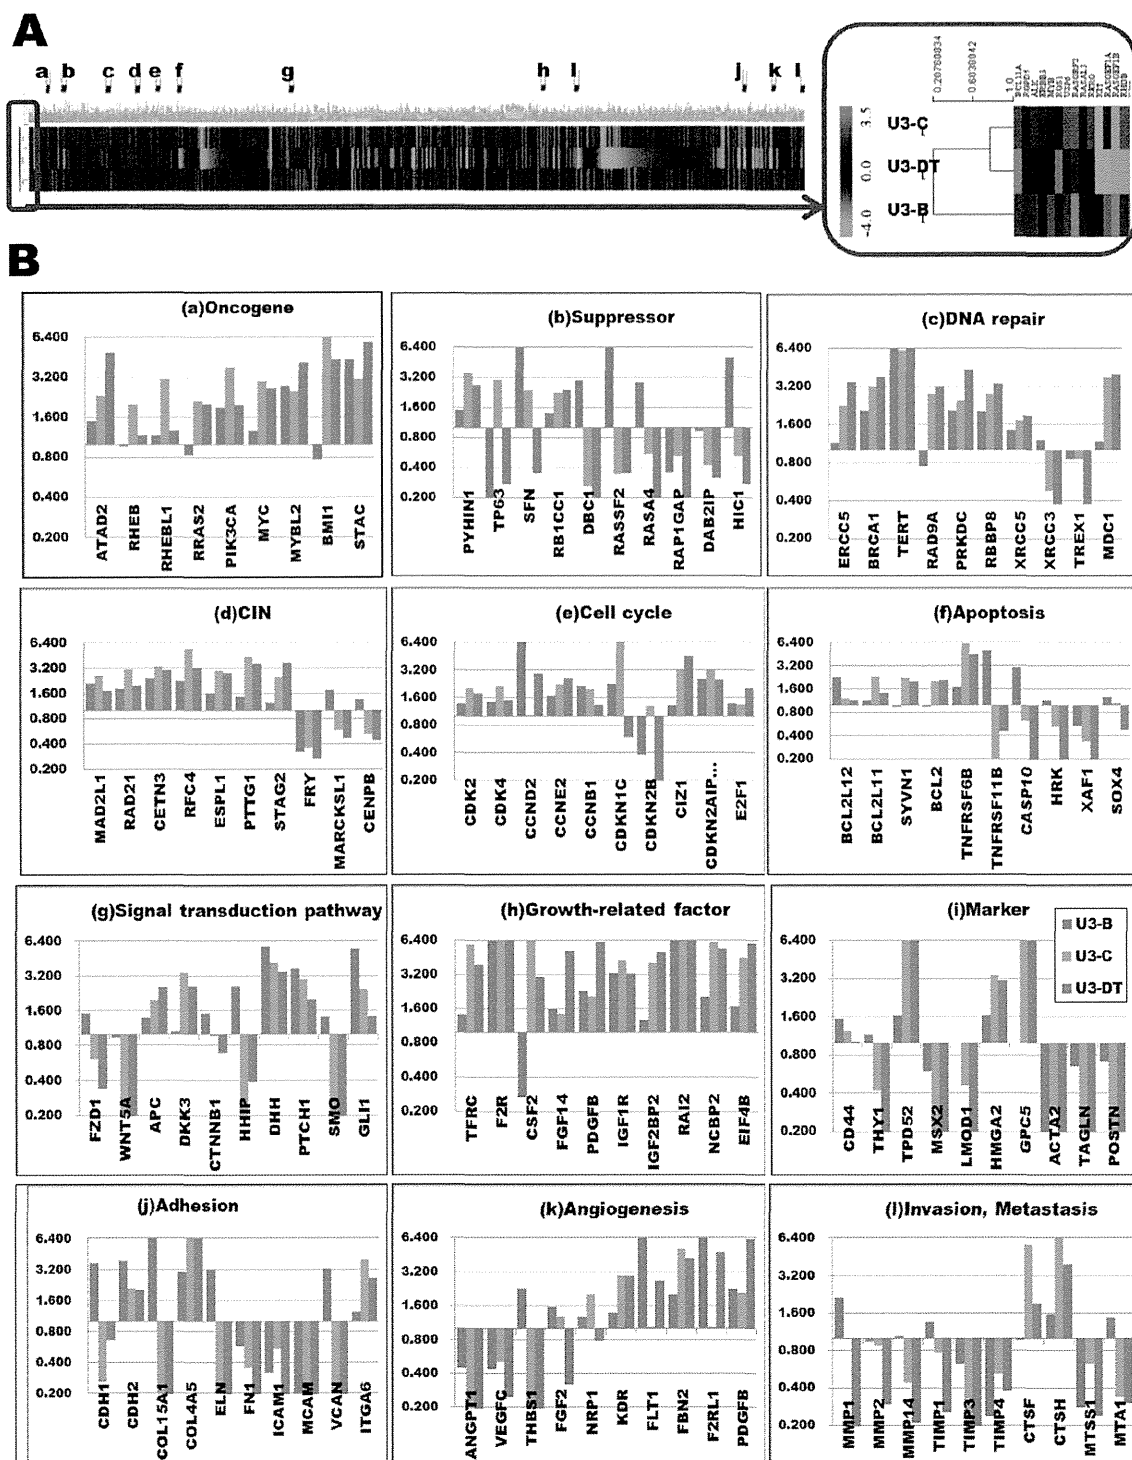 A
a b c d e f g h i j k l
0.20780834
0.6039042
1.0
3.5
0.0
-4.0
U3-C
U3-DT
U3-B
B
(a)Oncogene
6.400
3.200
1.600
0.800
0.400
0.200
ATAD2
RHEB
RHEBL1
RRAS2
PIK3CA
MYC
MYBL2
BMI1
STAC
(b)Suppressor
6.400
3.200
1.600
0.800
0.400
0.200
PYHIN1
TP63
SFN
RB1CC1
DBC1
RASSF2
RASA4
RAP1GAP
DAB2IP
HIC1
(c)DNA repair
6.400
3.200
1.600
0.800
0.400
0.200
ERCC5
BRCA1
TERT
RAD9A
PRKDC
RBBP8
XRCC5
XRCC3
TREX1
MDC1
(d)CIN
6.400
3.200
1.600
0.800
0.400
0.200
MAD2L1
RAD21
CETN3
RFC4
ESPL1
PTTG1
STAG2
FRY
MARCKSL1
CENPB
(e)Cell cycle
6.400
3.200
1.600
0.800
0.400
0.200
CDK2
CDK4
CCND2
CCNE2
CCNB1
CDKN1C
CDKN2B
CIZ1
CDKN2AIP...
E2F1
(f)Apoptosis
6.400
3.200
1.600
0.800
0.400
0.200
BCL2L12
BCL2L11
SYVN1
BCL2
TNFRSF6B
TNFRSF11B
CASP10
HRK
XAF1
SOX4
(g)Signal transduction pathway
6.400
3.200
1.600
0.800
0.400
0.200
FZD1
WNT5A
APC
DKK3
CTNNB1
HHIP
DHH
PTCH1
SMO
GLI1
(h)Growth-related factor
6.400
3.200
1.600
0.800
0.400
0.200
TFRC
F2R
CSF2
FGF14
PDGFB
IGF1R
IGF2BP2
RAI2
NCBP2
EIF4B
(i)Marker
6.400
3.200
1.600
0.800
0.400
0.200
U3-B
U3-C
U3-DT
CD44
THY1
TPD52
MSX2
LMOD1
HMGA2
GPC5
ACTA2
TAGLN
POSTN
(j)Adhesion
6.400
3.200
1.600
0.800
0.400
0.200
CDH1
CDH2
COL15A1
COL4A5
ELN
FN1
ICAM1
MCAM
VCAN
ITGA6
(k)Angiogenesis
6.400
3.200
1.600
0.800
0.400
0.200
ANGPT1
VEGFC
THBS1
FGF2
NRP1
KDR
FLT1
FBN2
F2RL1
PDGFB
(l)Invasion, Metastasis
6.400
3.200
1.600
0.800
0.400
0.200
MMP1
MMP2
MMP14
TIMP1
TIMP3
TIMP4
CTSF
CTSH
MTSS1
MTA1